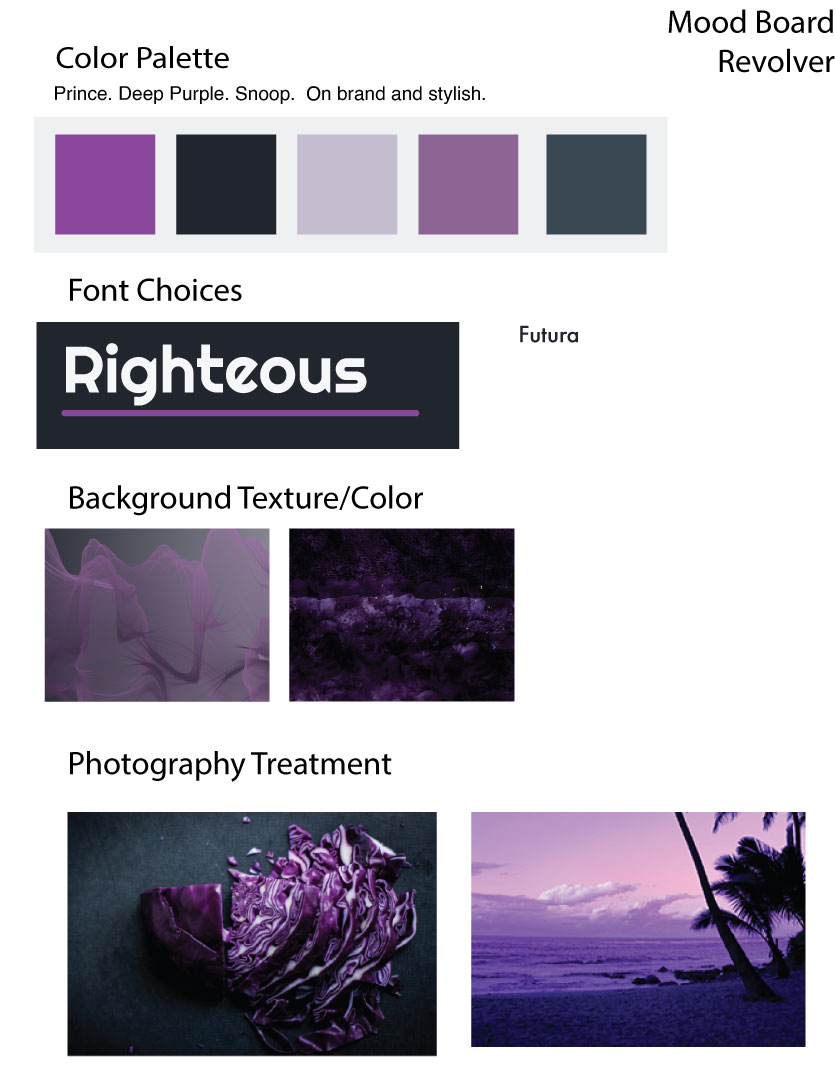 Mood Board
Revolver
Color Palette
Prince. Deep Purple. Snoop.  On brand and stylish.
Font Choices
Righteous
Futura
Background Texture/Color
Photography Treatment